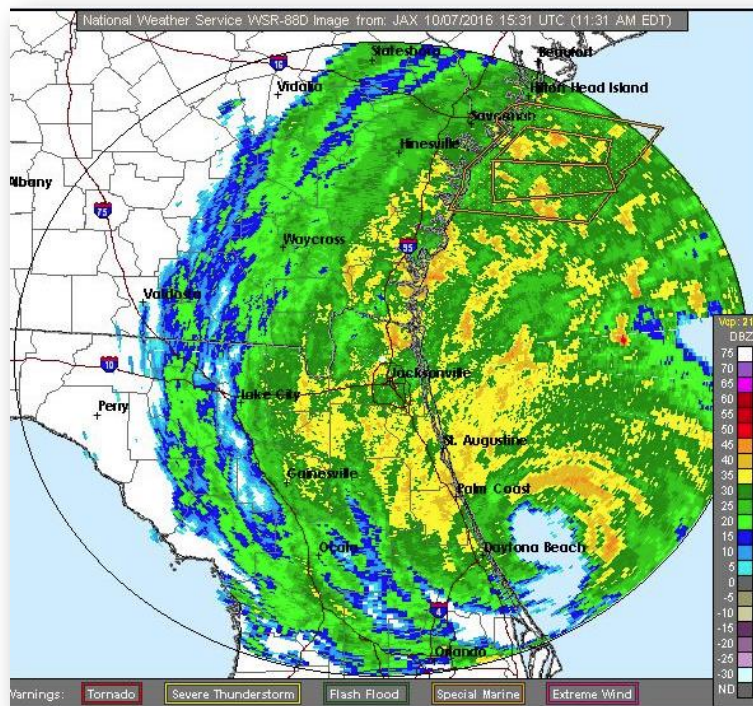 National Weather Service WSR-88D Image from: JAX 10/07/2016 15:31 UTC (11:31 AM EDT)
Statesboro
Beaufort
16
Vidalia
Hilton Head Island
Savannah
Hinesville
Albany
75
Waycross
95
Valdosta
10
Jacksonville
Lake City
Perry
St. Augustine
Gainesville
Palm Coast
Ocala
Daytona Beach
4
Orlando
Vcp: 21
DBZ
75
70
65
60
55
50
45
40
35
30
25
20
15
10
5
0
-5
-10
-15
-20
-25
-30
ND
Warnings: Tornado Severe Thunderstorm Flash Flood Special Marine Extreme Wind